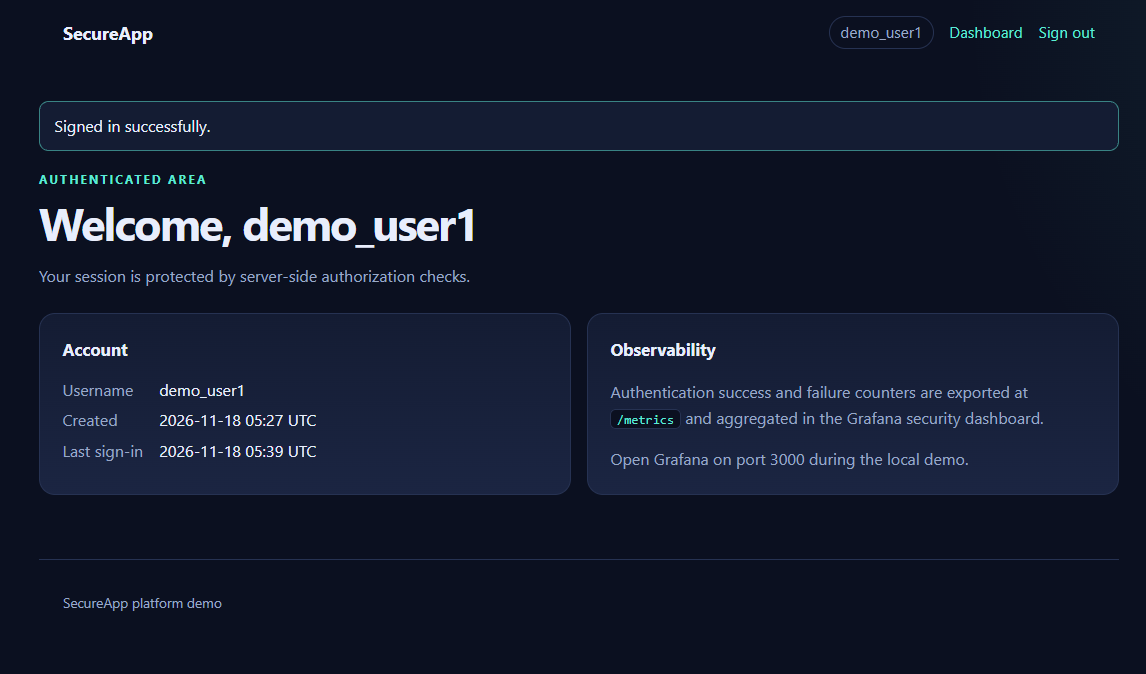 SecureApp
demo_user1 Dashboard Sign out
Signed in successfully.
AUTHENTICATED AREA
Welcome, demo_user1
Your session is protected by server-side authorization checks.
Account
Username demo_user1
Created 2026-11-18 05:27 UTC
Last sign-in 2026-11-18 05:39 UTC
Observability
Authentication success and failure counters are exported at
/metrics and aggregated in the Grafana security dashboard.
Open Grafana on port 3000 during the local demo.
SecureApp platform demo